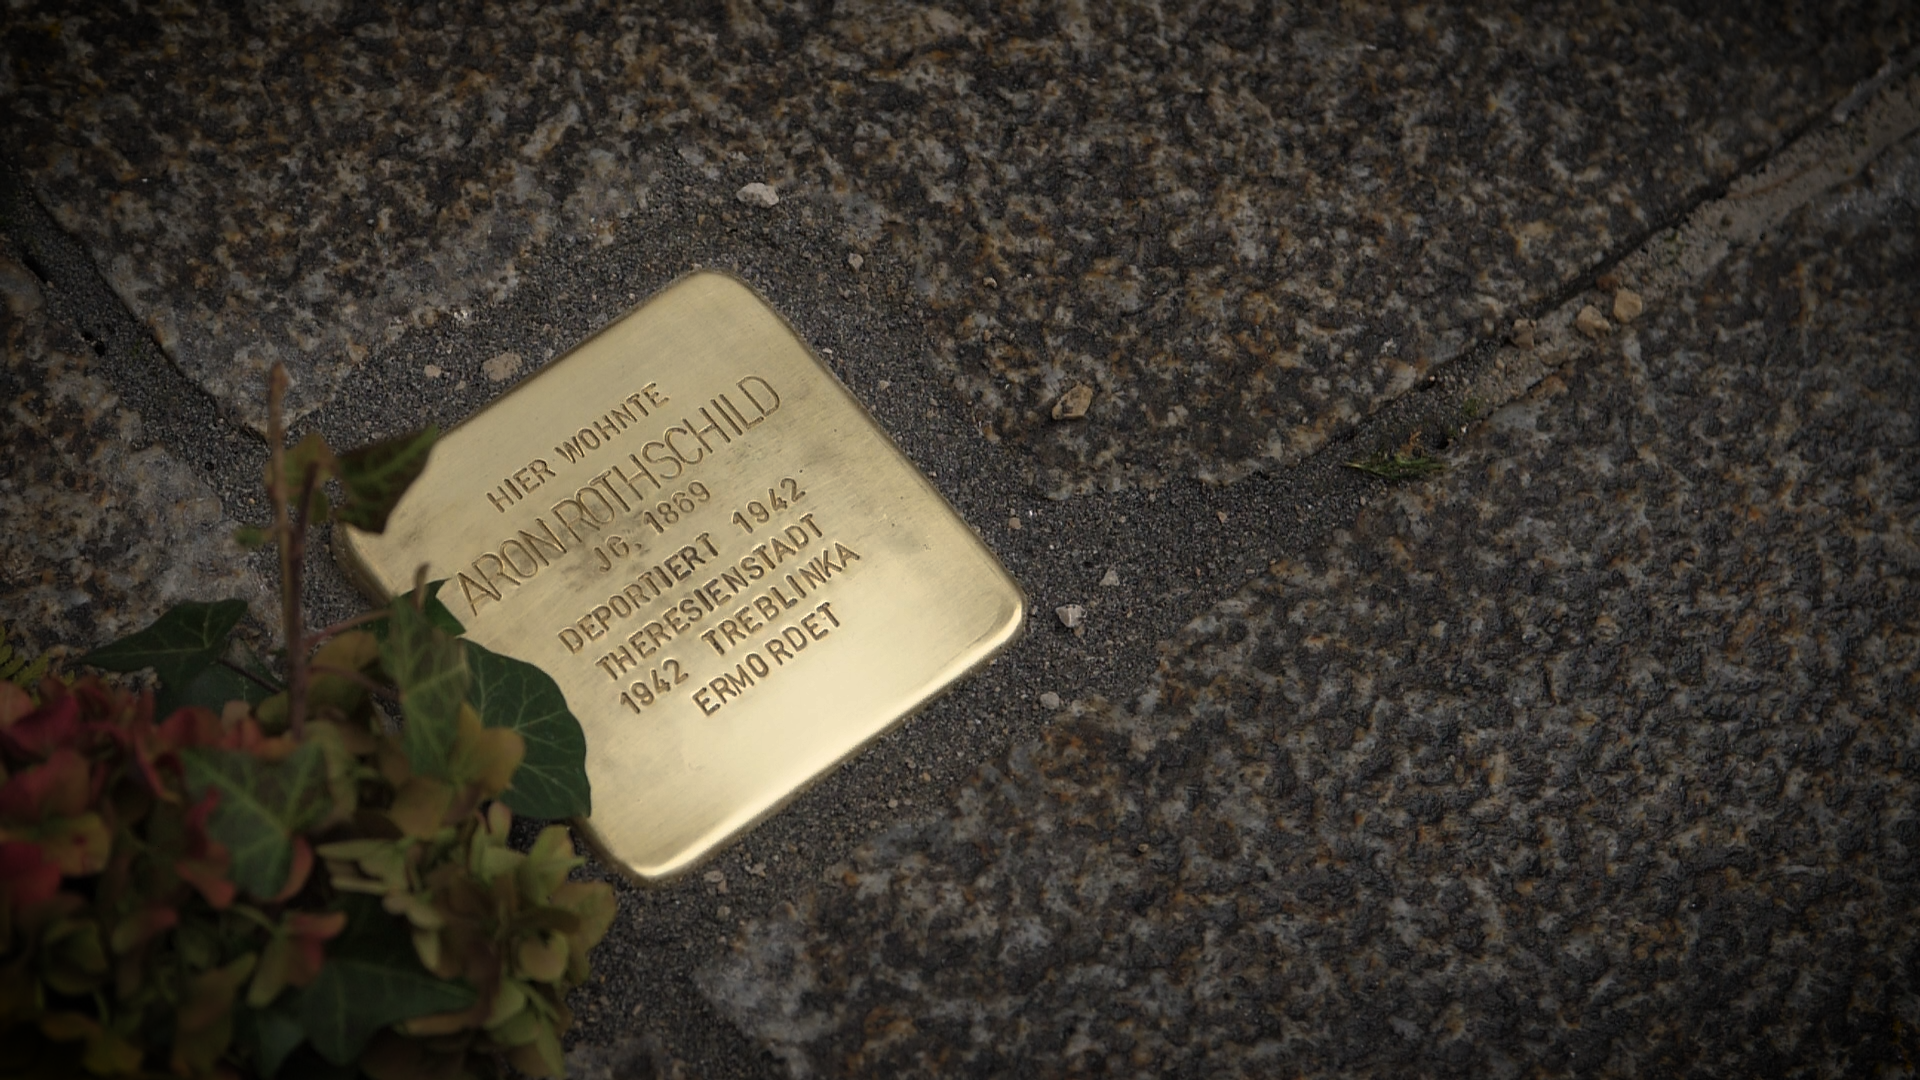 HIER WOHNTE
ARON ROTHSCHILD
JG. 1869
DEPORTIERT 1942
THERESIENSTADT
1942 TREBLINKA
ERMORDET